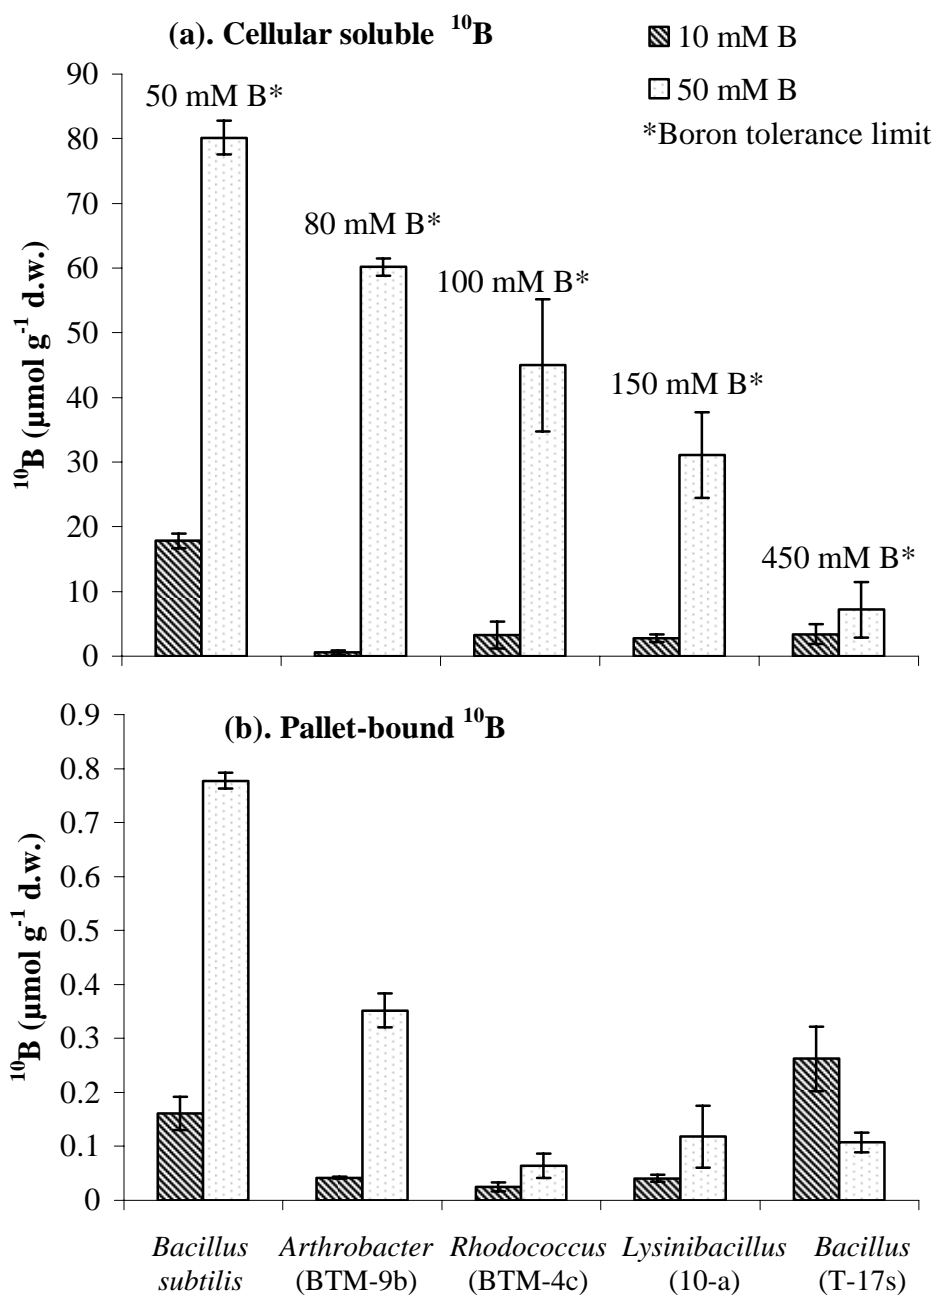 (a). Cellular soluble ¹⁰B
10 mM B
50 mM B
*Boron tolerance limit
50 mM B*
80 mM B*
100 mM B*
150 mM B*
450 mM B*
¹⁰B (µmol g⁻¹ d.w.)
90
80
70
60
50
40
30
20
10
0
(b). Pallet-bound ¹⁰B
¹⁰B (µmol g⁻¹ d.w.)
0.9
0.8
0.7
0.6
0.5
0.4
0.3
0.2
0.1
0
Bacillus subtilis
Arthrobacter (BTM-9b)
Rhodococcus (BTM-4c)
Lysinibacillus (10-a)
Bacillus (T-17s)